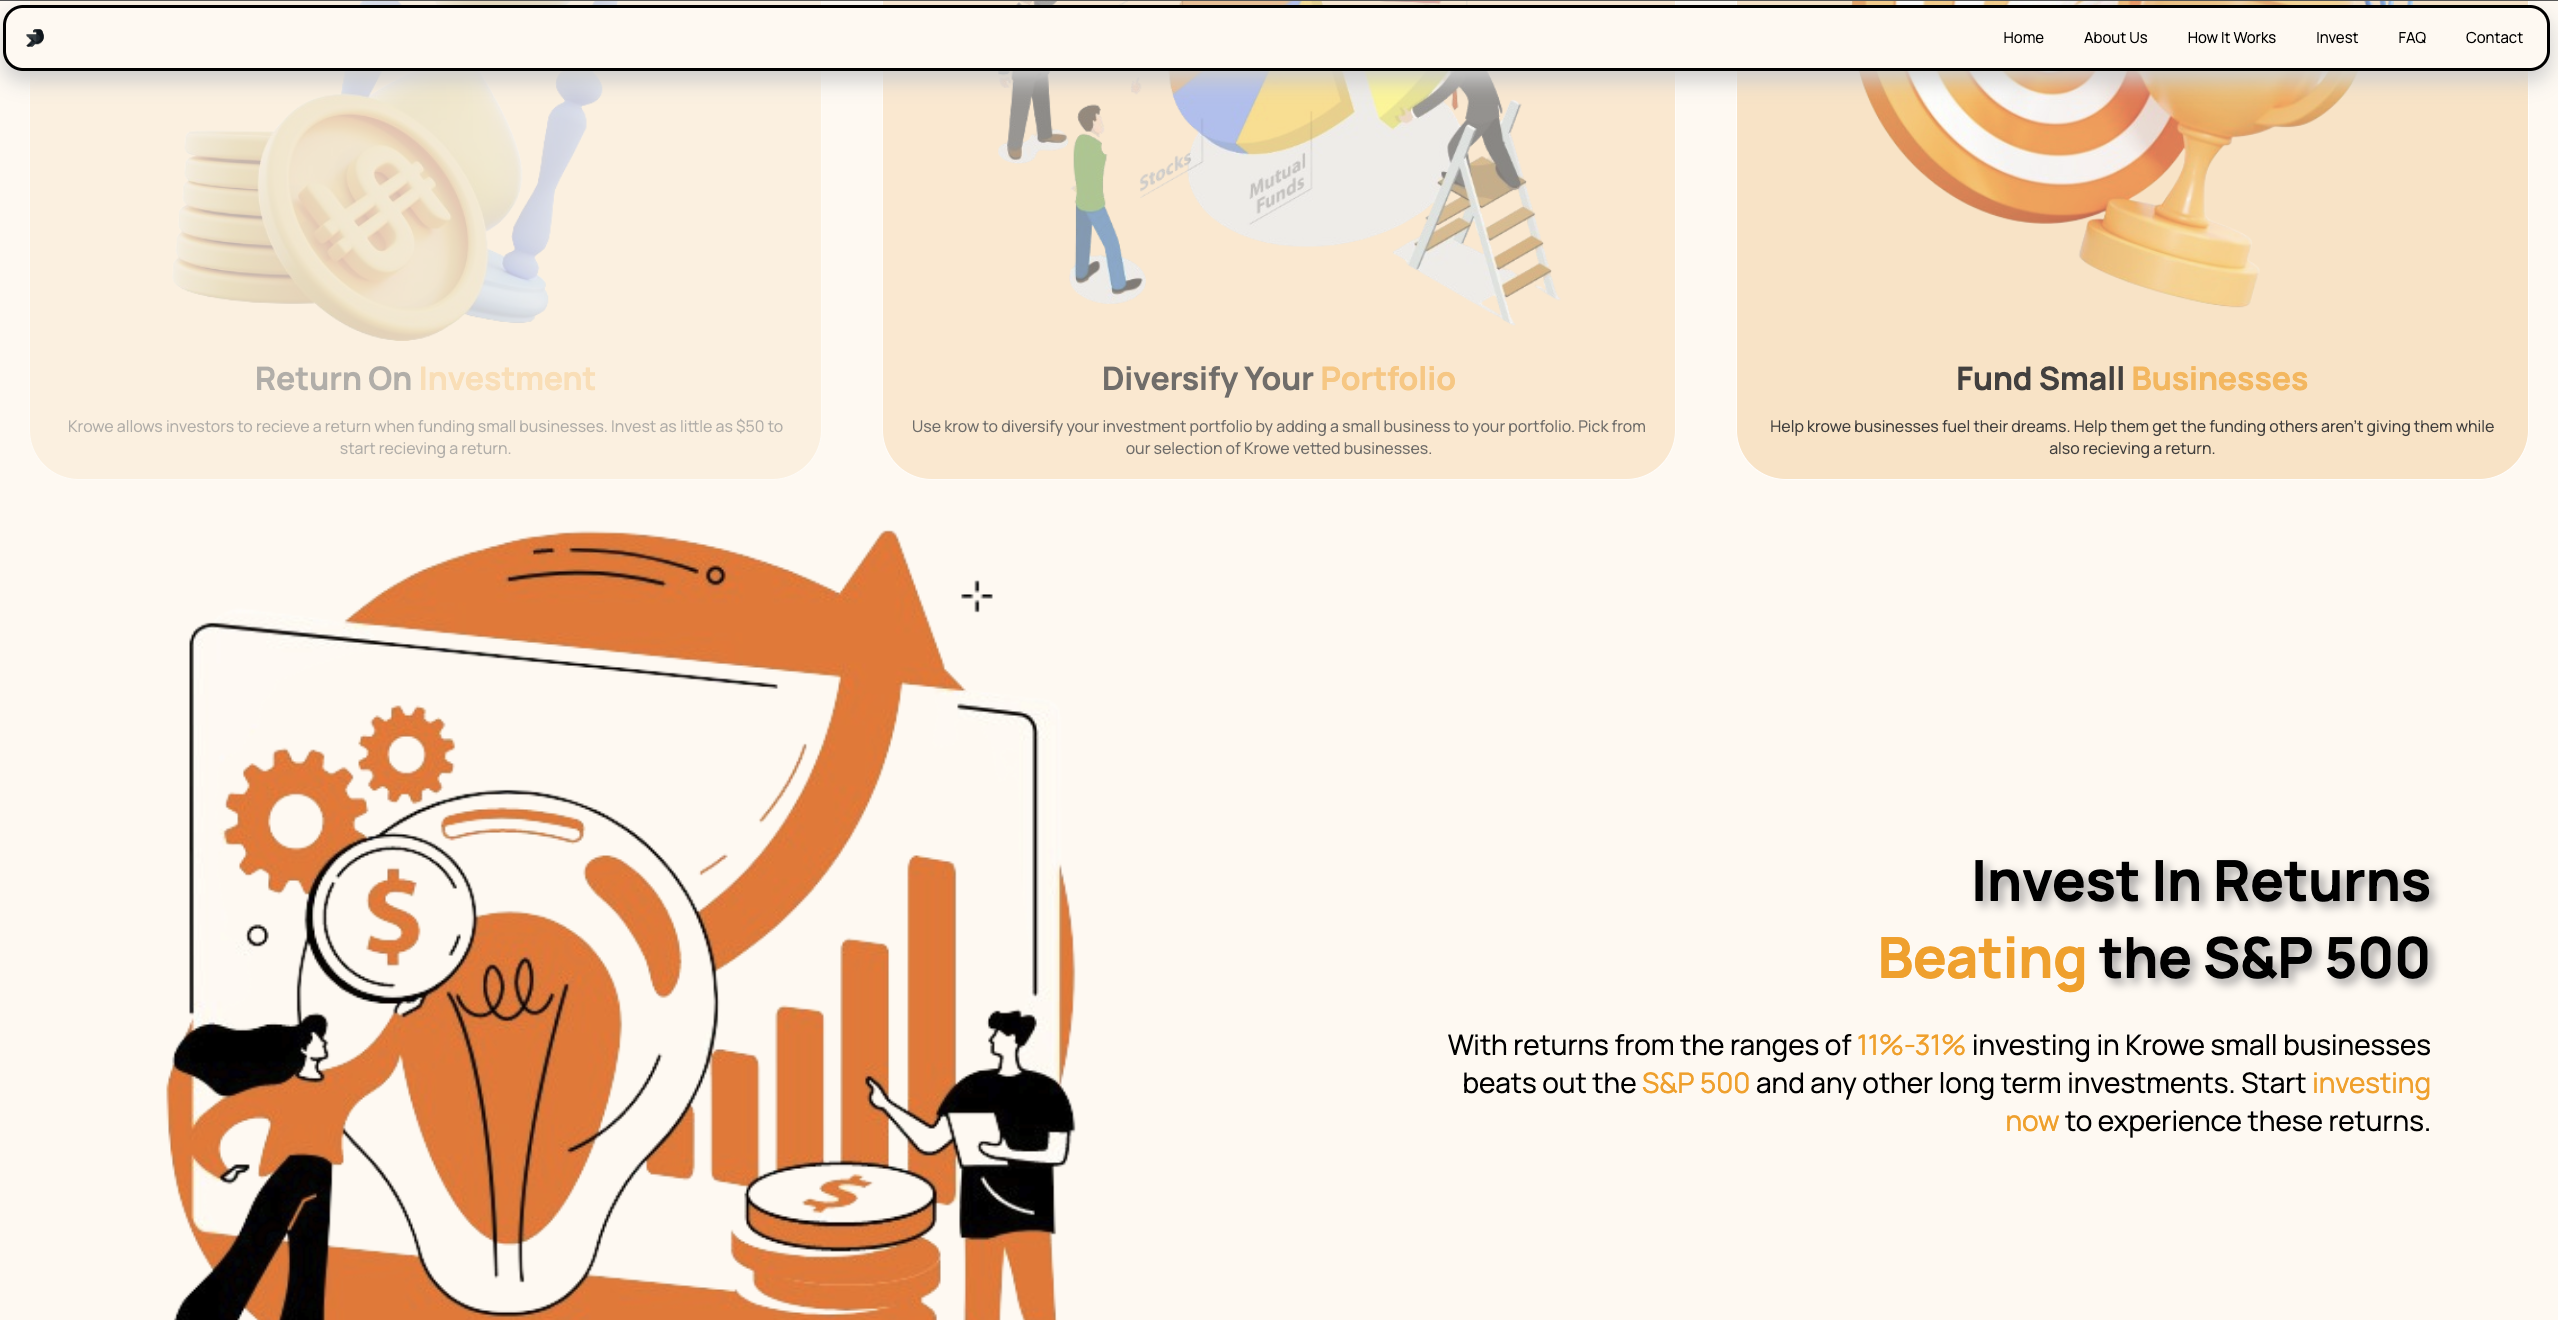 Home About Us How It Works Invest FAQ Contact
Stocks
Mutual
Funds
Return On Investment
Krowe allows investors to recieve a return when funding small businesses. Invest as little as $50 to
start recieving a return.
Diversify Your Portfolio
Use krow to diversify your investment portfolio by adding a small business to your portfolio. Pick from
our selection of Krowe vetted businesses.
Fund Small Businesses
Help krowe businesses fuel their dreams. Help them get the funding others aren't giving them while
also recieving a return.
$
$
Invest In Returns
Beating the S&P 500
With returns from the ranges of 11%-31% investing in Krowe small businesses
beats out the S&P 500 and any other long term investments. Start investing
now to experience these returns.